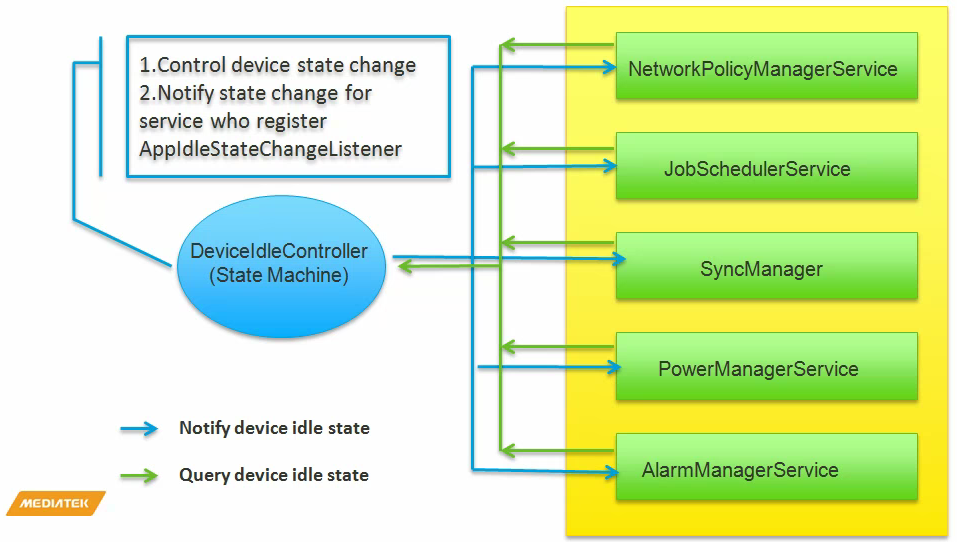 1.Control device state change
2.Notify state change for
service who register
AppIdleStateChangeListener
DeviceIdleController
(State Machine)
NetworkPolicyManagerService
JobSchedulerService
SyncManager
PowerManagerService
AlarmManagerService
Notify device idle state
Query device idle state
MEDIATEK